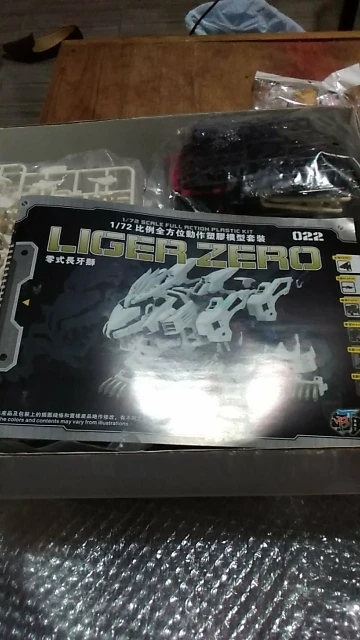 1/72 SCALE FULL ACTION PLASTIC KIT
1/72 比例全方位動作塑膠模型套裝
022
LIGER ZERO
零式長牙獅
The colors and contents may vary from illustrations.